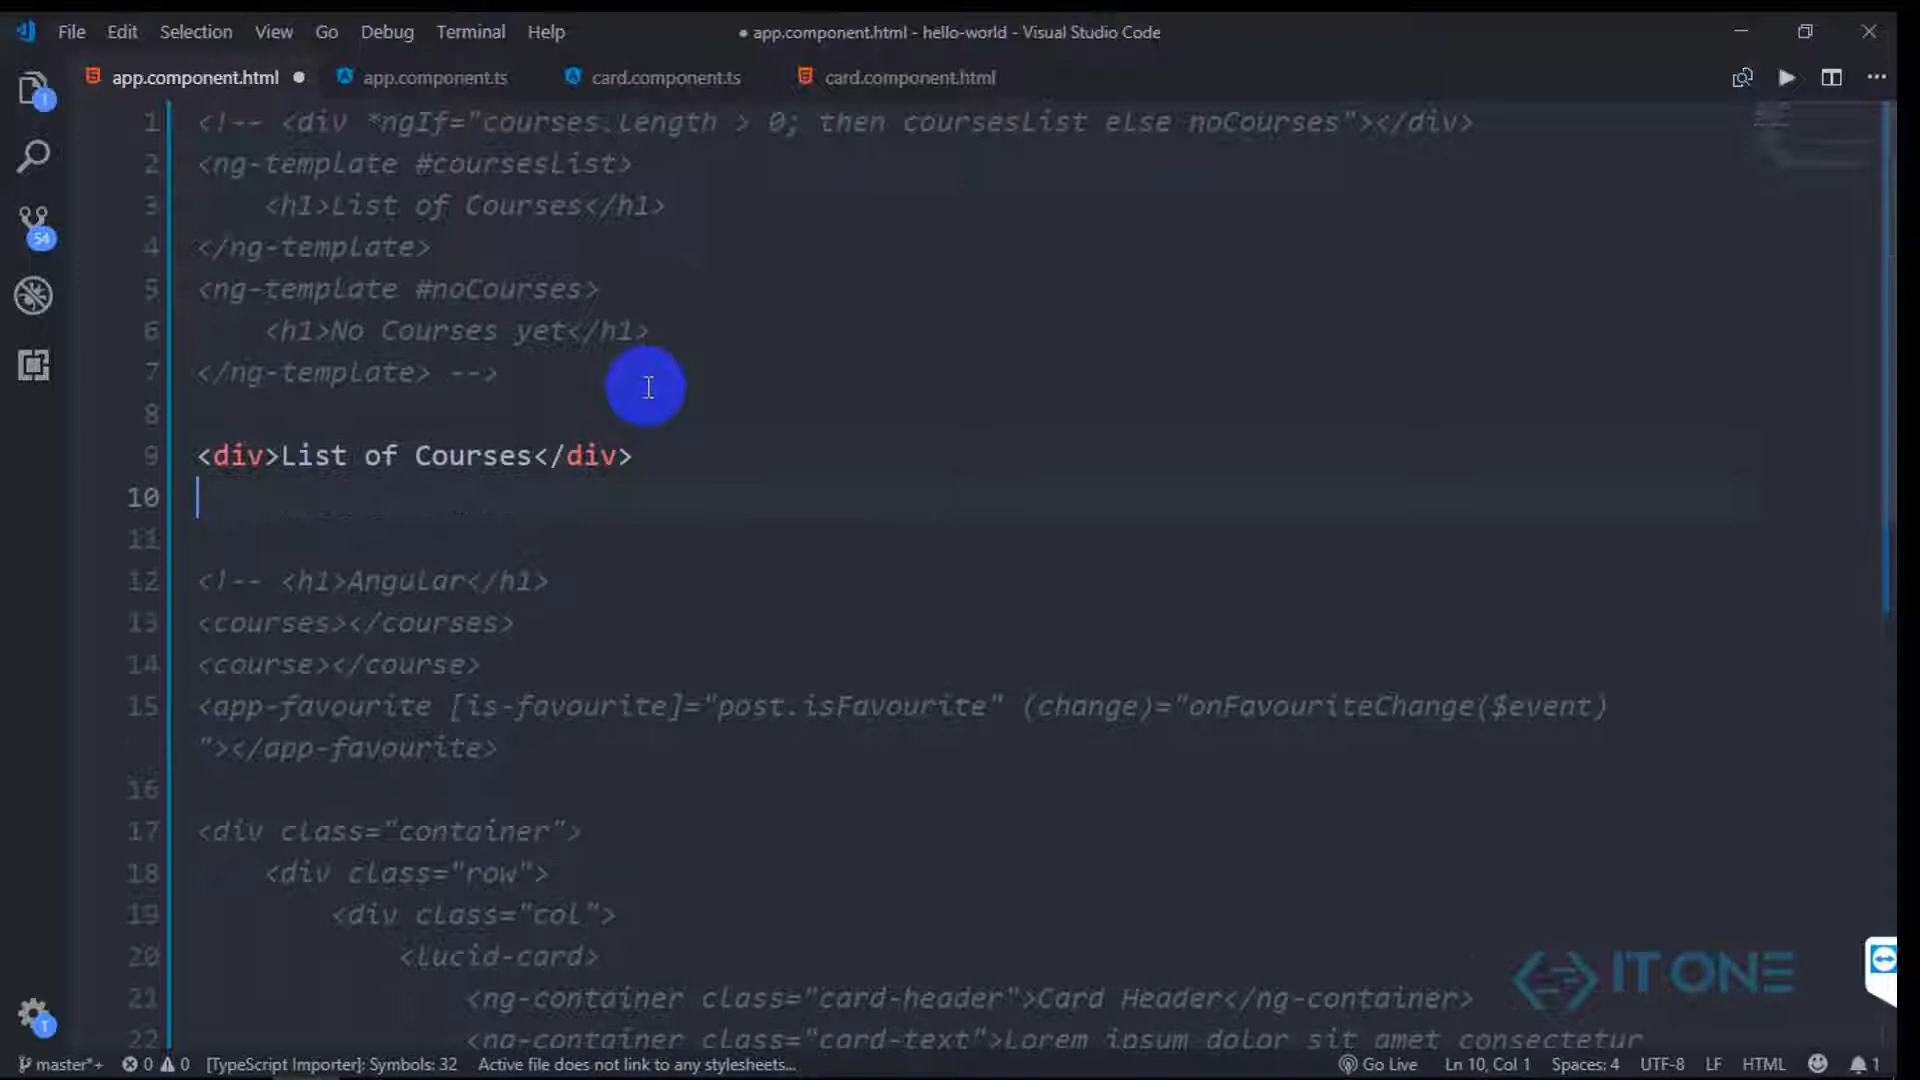 File Edit Selection View Go Debug Terminal Help ● app.component.html - hello-world - Visual Studio Code
app.component.html ● app.component.ts card.component.ts card.component.html
1 <!-- <div *ngIf="courses.length > 0; then coursesList else noCourses"></div>
2 <ng-template #coursesList>
3 <h1>List of Courses</h1>
4 </ng-template>
5 <ng-template #noCourses>
6 <h1>No Courses yet</h1>
7 </ng-template> -->
8
9 <div>List of Courses</div>
10
11
12 <!-- <h1>Angular</h1>
13 <courses></courses>
14 <course></course>
15 <app-favourite [is-favourite]="post.isFavourite" (change)="onFavouriteChange($event)
"></app-favourite>
16
17 <div class="container">
18 <div class="row">
19 <div class="col">
20 <lucid-card>
21 <ng-container class="card-header">Card Header</ng-container>
22 <ng-container class="card-text">Lorem ipsum dolor sit amet consectetur
1
54
1
IT ONE
master*+ 0 0 [TypeScript Importer]: Symbols: 32 Active file does not link to any stylesheets... Go Live Ln 10, Col 1 Spaces: 4 UTF-8 LF HTML 1